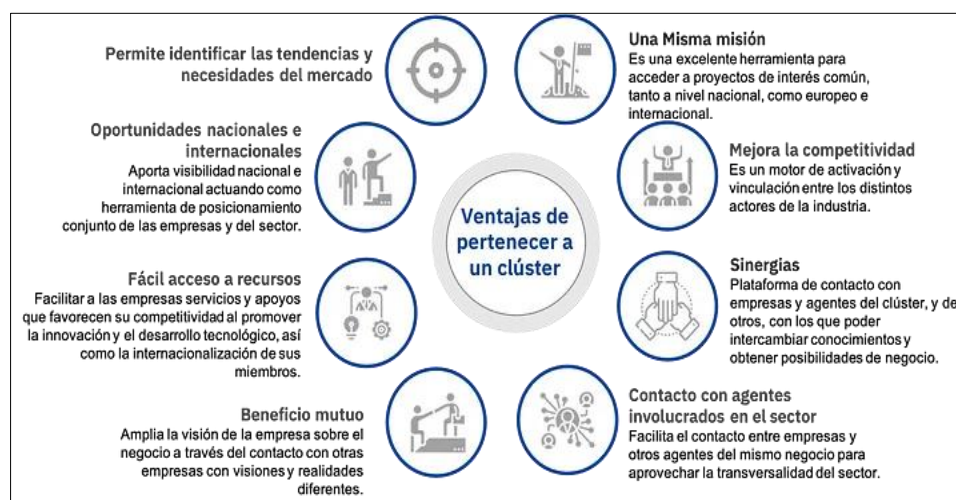 Permite identificar las tendencias y
necesidades del mercado
Oportunidades nacionales e
internacionales
Aporta visibilidad nacional e
internacional actuando como
herramienta de posicionamiento
conjunto de las empresas y del sector.
Fácil acceso a recursos
Facilitar a las empresas servicios y apoyos
que favorecen su competitividad al promover
la innovación y el desarrollo tecnológico, así
como la internacionalización de sus
miembros.
Beneficio mutuo
Amplia la visión de la empresa sobre el
negocio a través del contacto con otras
empresas con visiones y realidades
diferentes.
Ventajas de
pertenecer a
un clúster
Una Misma misión
Es una excelente herramienta para
acceder a proyectos de interés común,
tanto a nivel nacional, como europeo e
internacional.
Mejora la competitividad
Es un motor de activación y
vinculación entre los distintos
actores de la industria.
Sinergias
Plataforma de contacto con
empresas y agentes del clúster, y de
otros, con los que poder
intercambiar conocimientos y
obtener posibilidades de negocio.
Contacto con agentes
involucrados en el sector
Facilita el contacto entre empresas y
otros agentes del mismo negocio para
aprovechar la transversalidad del sector.